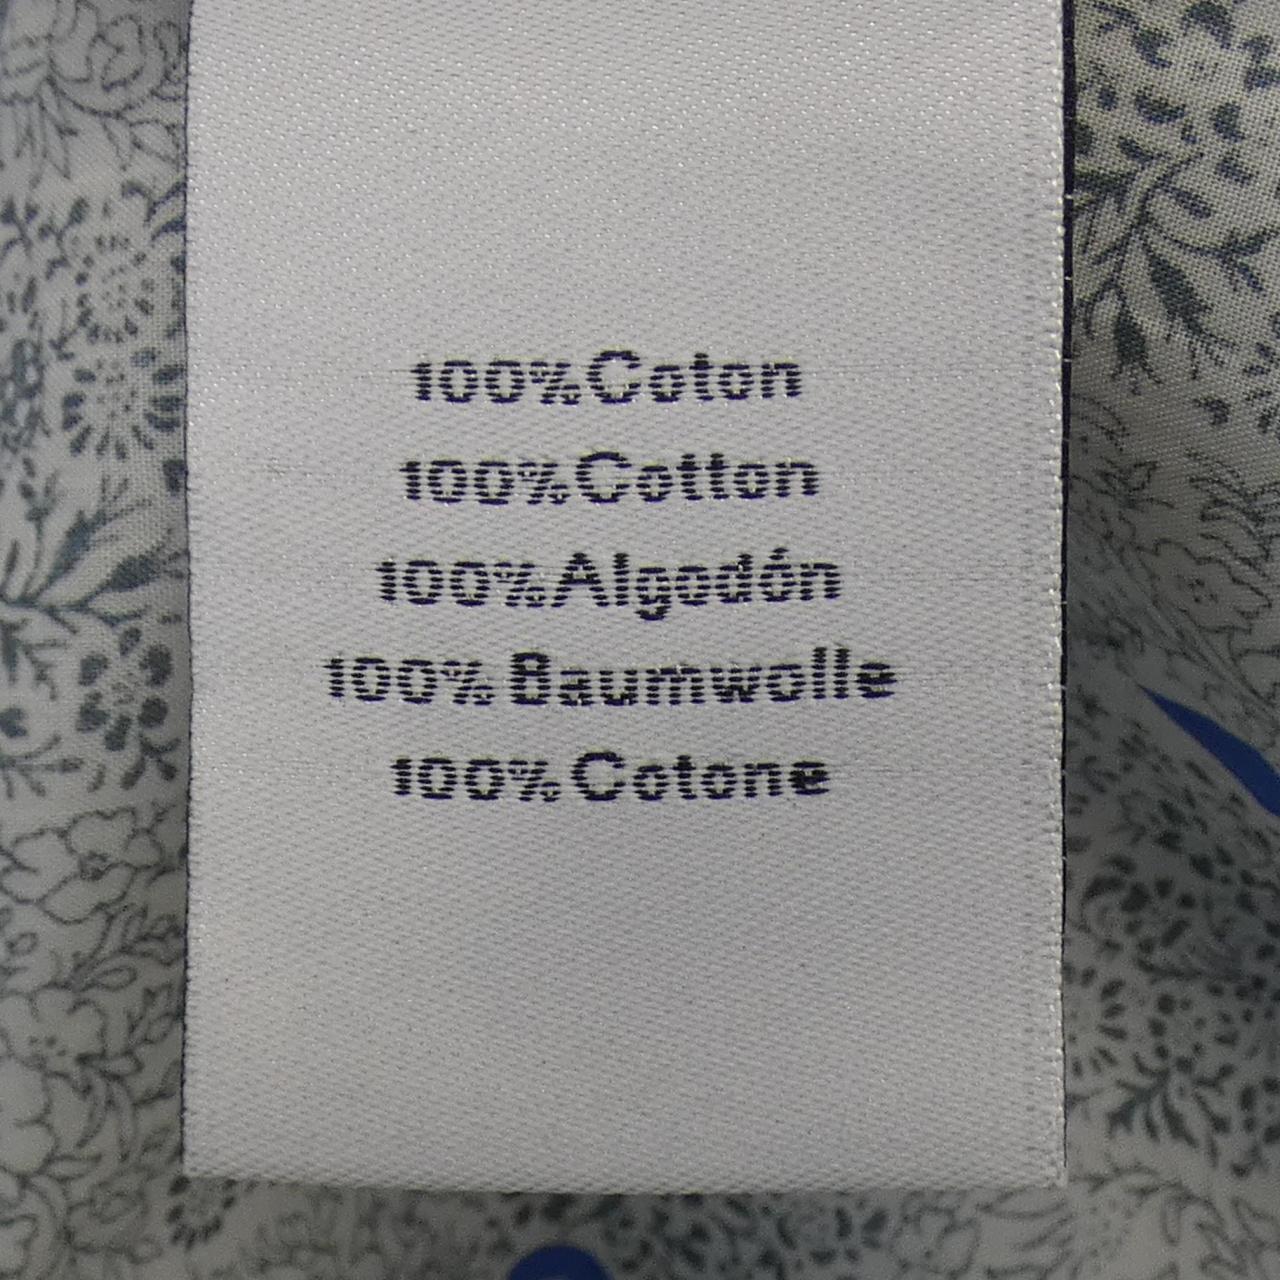 100% Coton
100% Cotton
100% Algodón
100% Baumwolle
100% Cotone